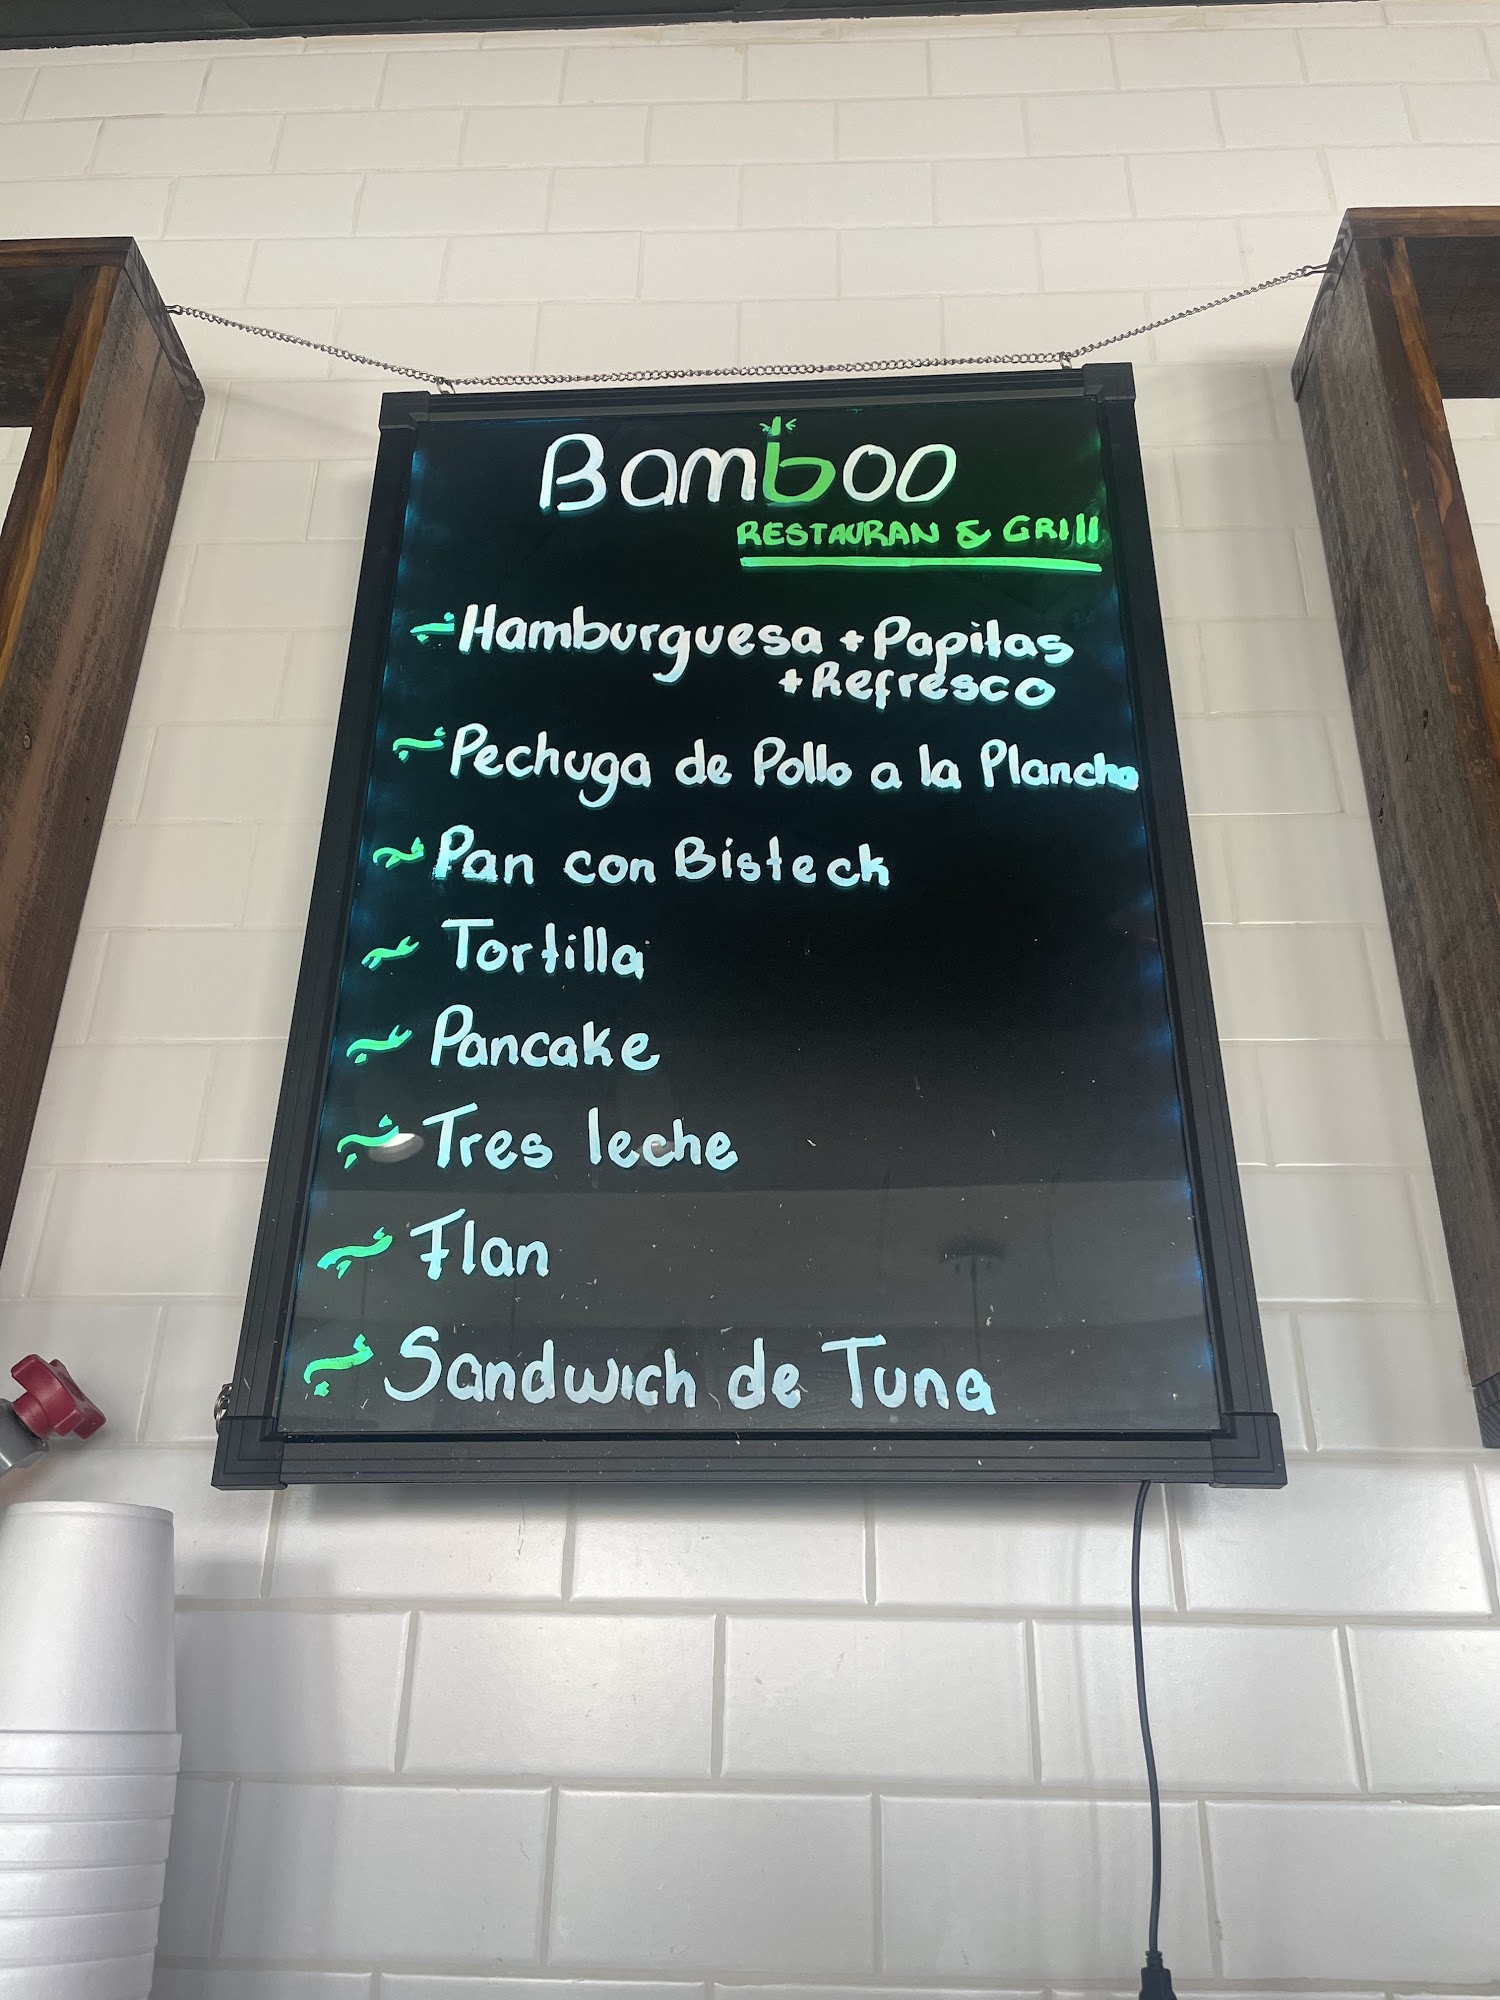 Bamboo
RESTAURAN & GRill
~ Hamburguesa + Papitas
+ Refresco
~ Pechuga de Pollo a la Plancha
~ Pan con Bisteck
~ Tortilla
~ Pancake
~ Tres leche
~ Flan
~ Sandwich de Tuna